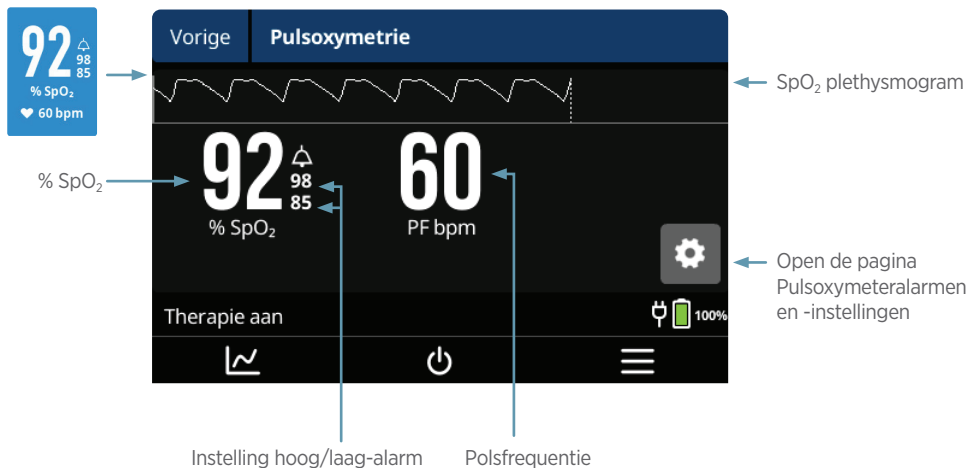 92
98
85
% SpO₂
60 bpm
Vorige
Pulsoxymetrie
SpO₂ plethysmogram
% SpO₂
92
98
85
% SpO₂
60
PF bpm
Open de pagina
Pulsoxymeteralarmen
en -instellingen
Therapie aan
100%
Instelling hoog/laag-alarm
Polsfrequentie